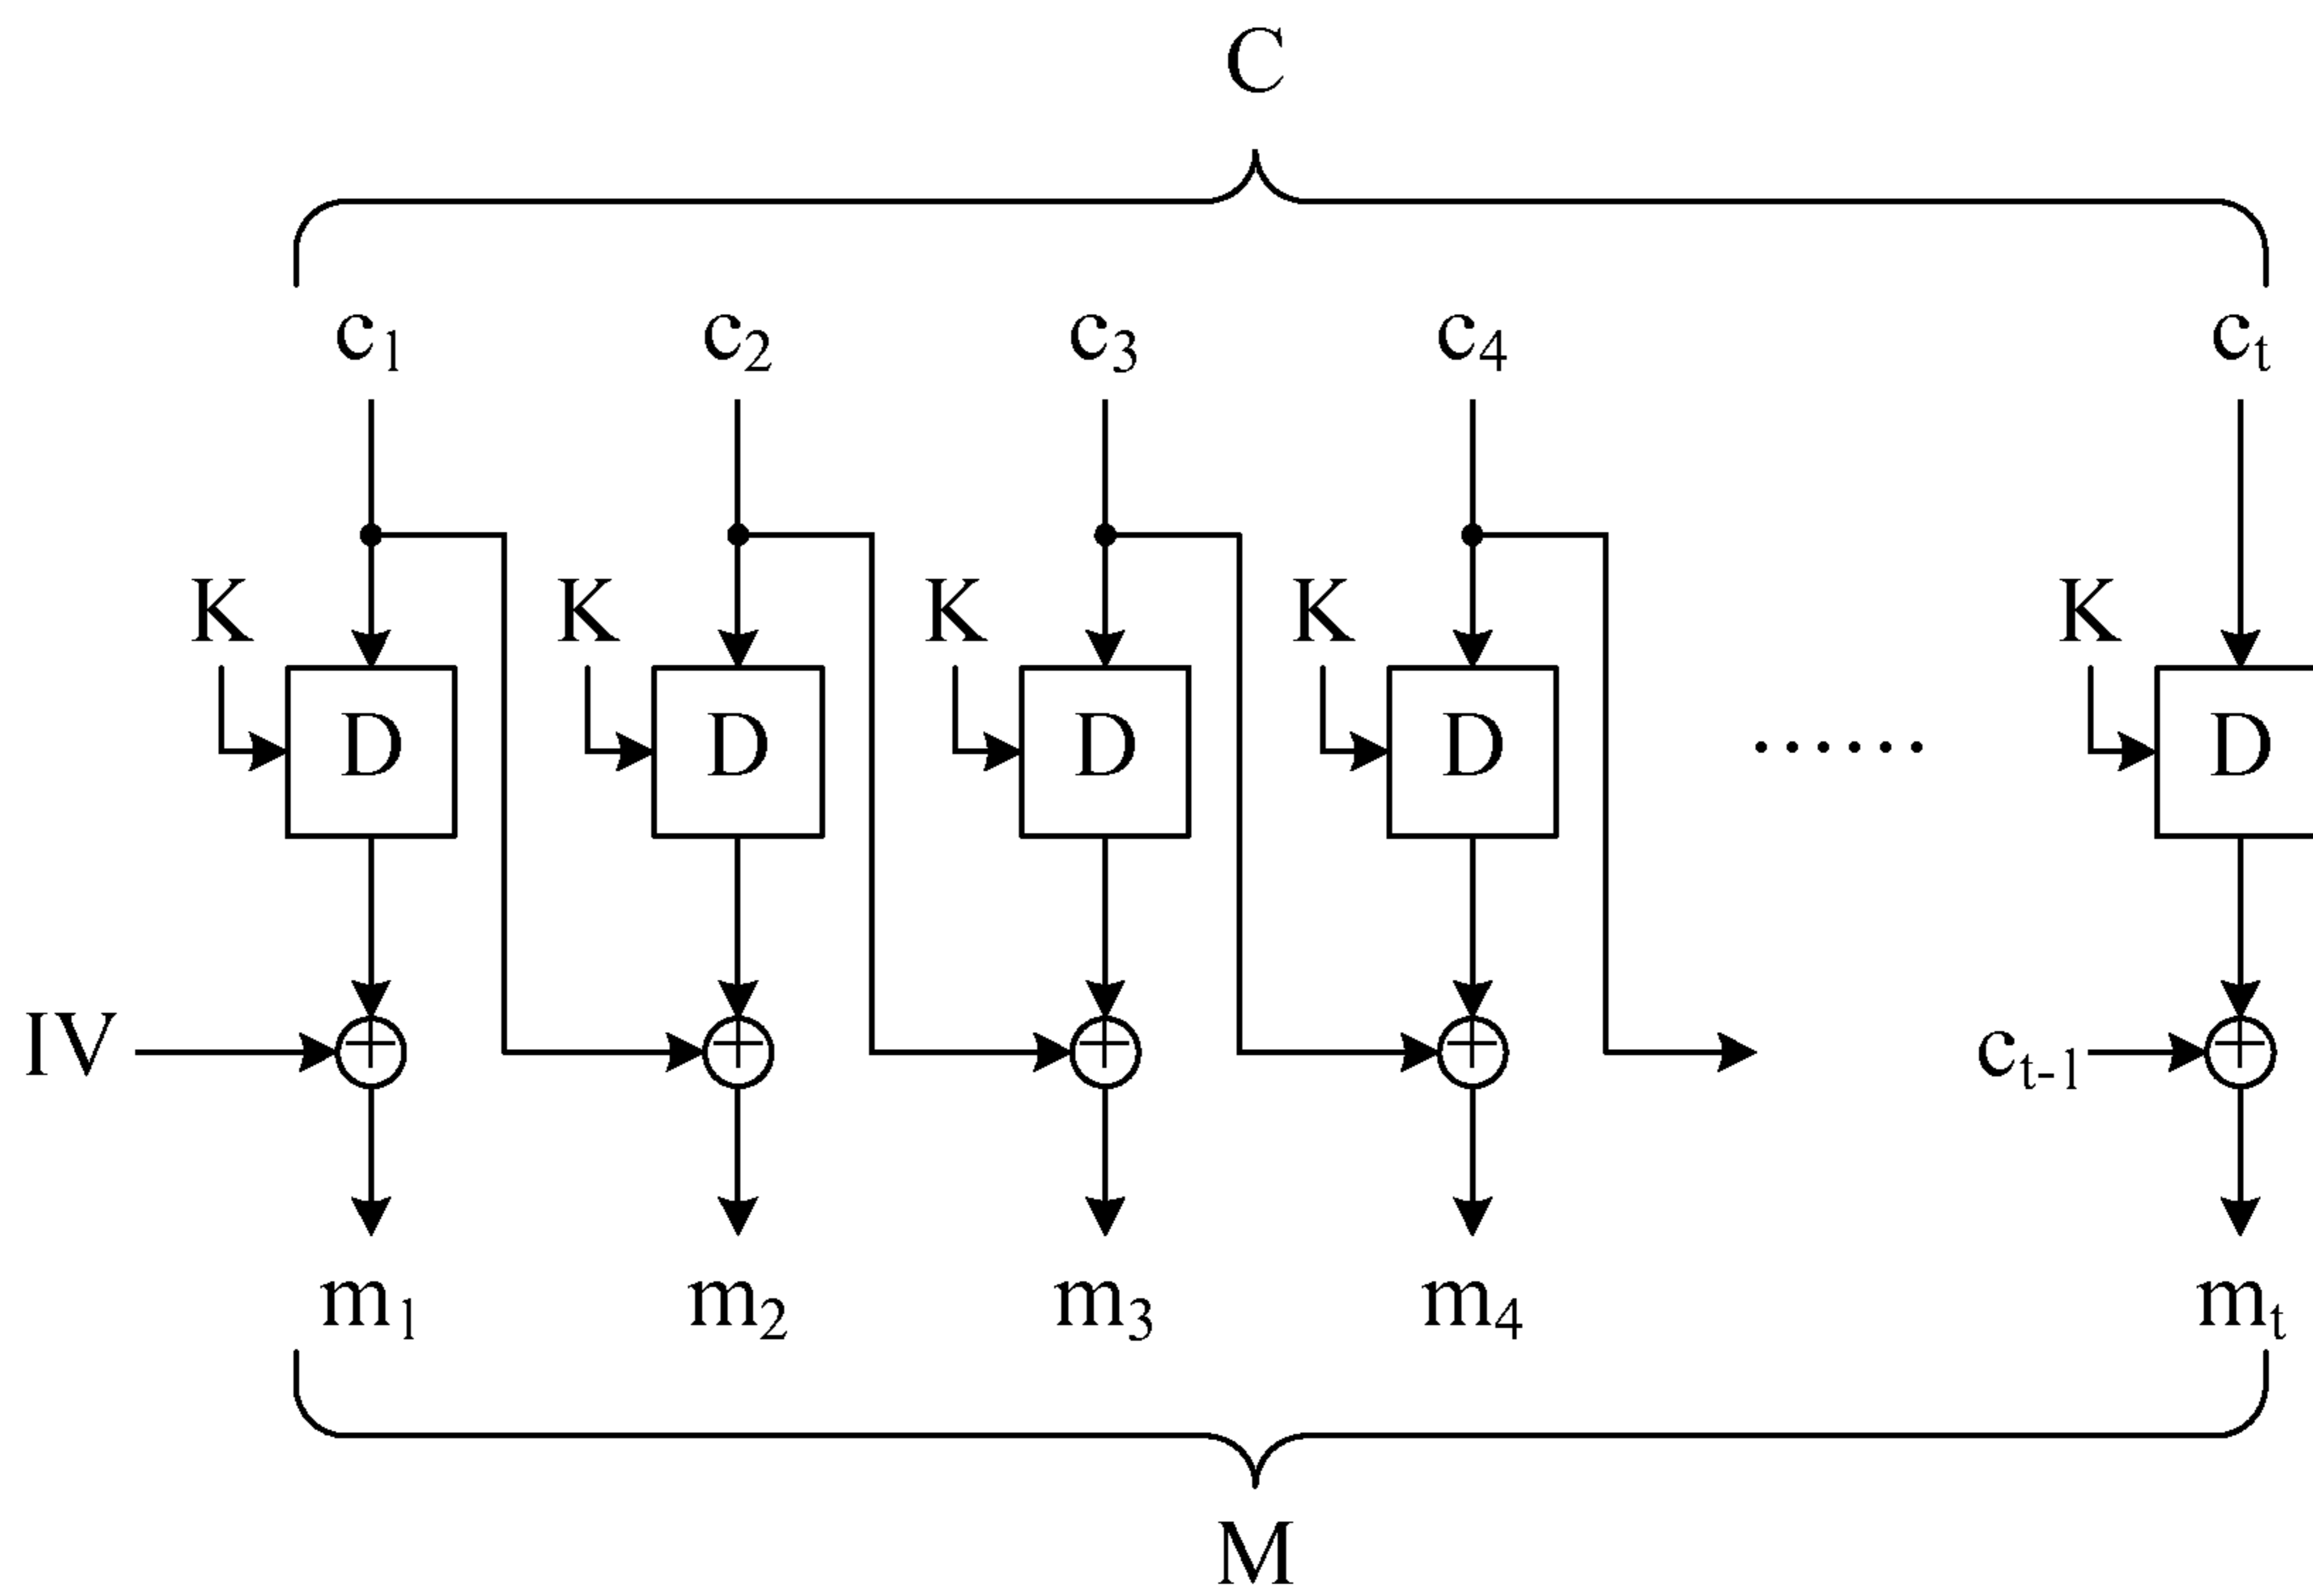 C
c₁ c₂ c₃ c₄ cₜ
K K K K K
D D D D ...... D
IV cₜ₋₁
m₁ m₂ m₃ m₄ mₜ
M